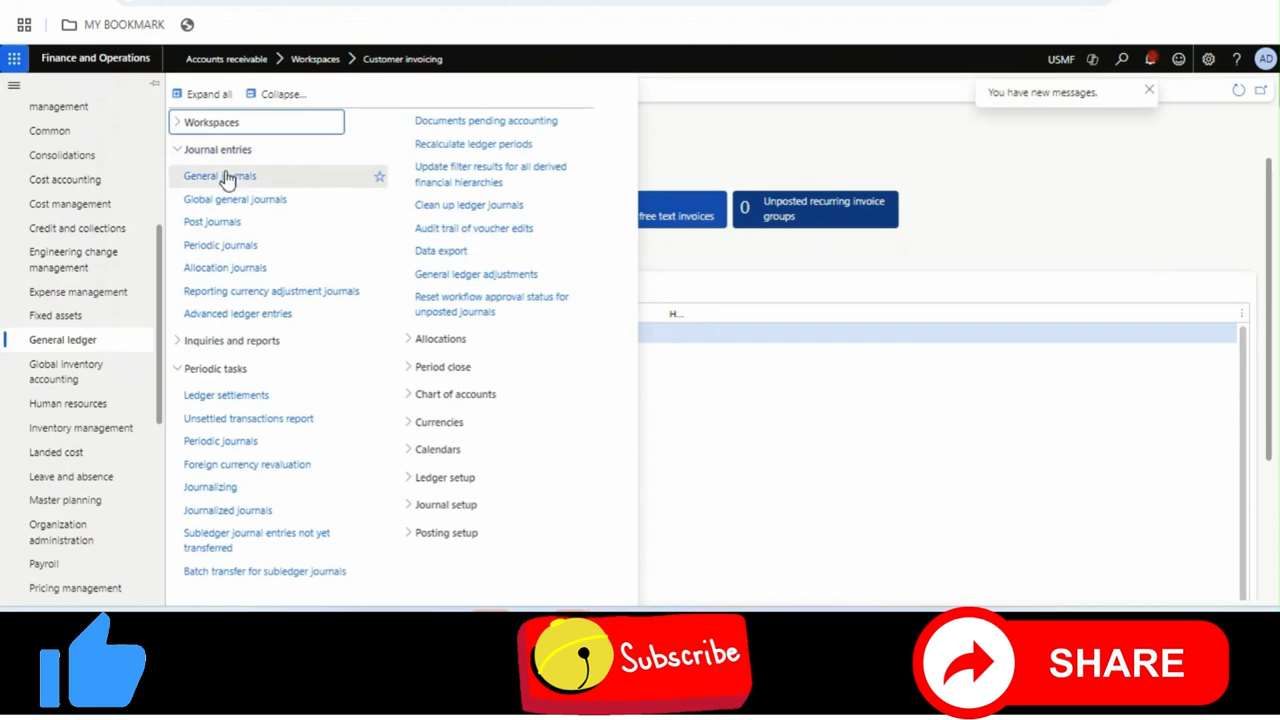 MY BOOKMARK
Finance and Operations
Accounts receivable
Workspaces
Customer invoicing
USMF
AD
You have new messages.
management
Common
Consolidations
Cost accounting
Cost management
Credit and collections
Engineering change
management
Expense management
Fixed assets
General ledger
Global inventory
accounting
Human resources
Inventory management
Landed cost
Leave and absence
Master planning
Organization
administration
Payroll
Pricing management
Expand all
Collapse...
Workspaces
Journal entries
General journals
Global general journals
Post journals
Periodic journals
Allocation journals
Reporting currency adjustment journals
Advanced ledger entries
Inquiries and reports
Periodic tasks
Ledger settlements
Unsettled transactions report
Periodic journals
Foreign currency revaluation
Journalizing
Journalized journals
Subledger journal entries not yet
transferred
Batch transfer for subledger journals
Documents pending accounting
Recalculate ledger periods
Update filter results for all derived
financial hierarchies
Clean up ledger journals
Audit trail of voucher edits
Data export
General ledger adjustments
Reset workflow approval status for
unposted journals
Allocations
Period close
Chart of accounts
Currencies
Calendars
Ledger setup
Journal setup
Posting setup
free text invoices
0
Unposted recurring invoice
groups
H...
Subscribe
SHARE